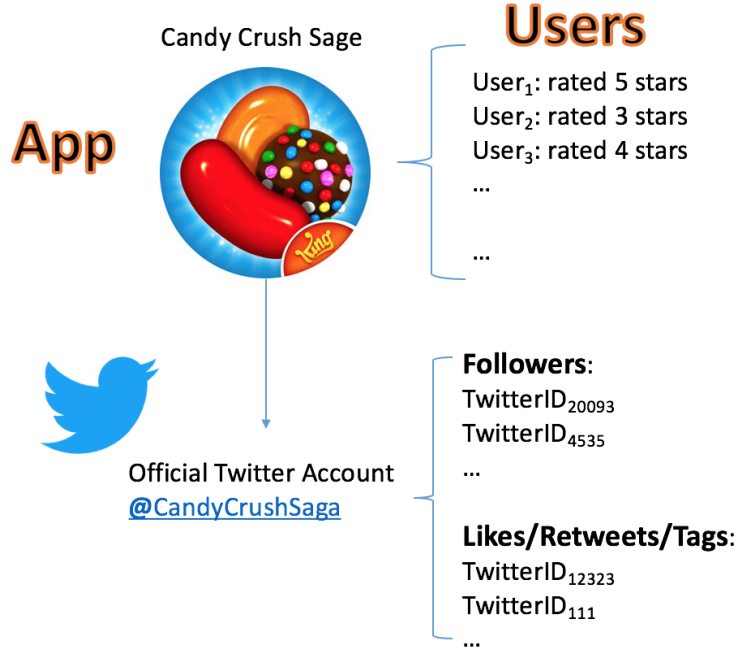 Candy Crush Sage
Users
App
User₁: rated 5 stars
User₂: rated 3 stars
User₃: rated 4 stars
...
...
King
Followers:
TwitterID₂₀₀₉₃
TwitterID₄₅₃₅
...
Official Twitter Account
@CandyCrushSaga
Likes/Retweets/Tags:
TwitterID₁₂₃₂₃
TwitterID₁₁₁
...